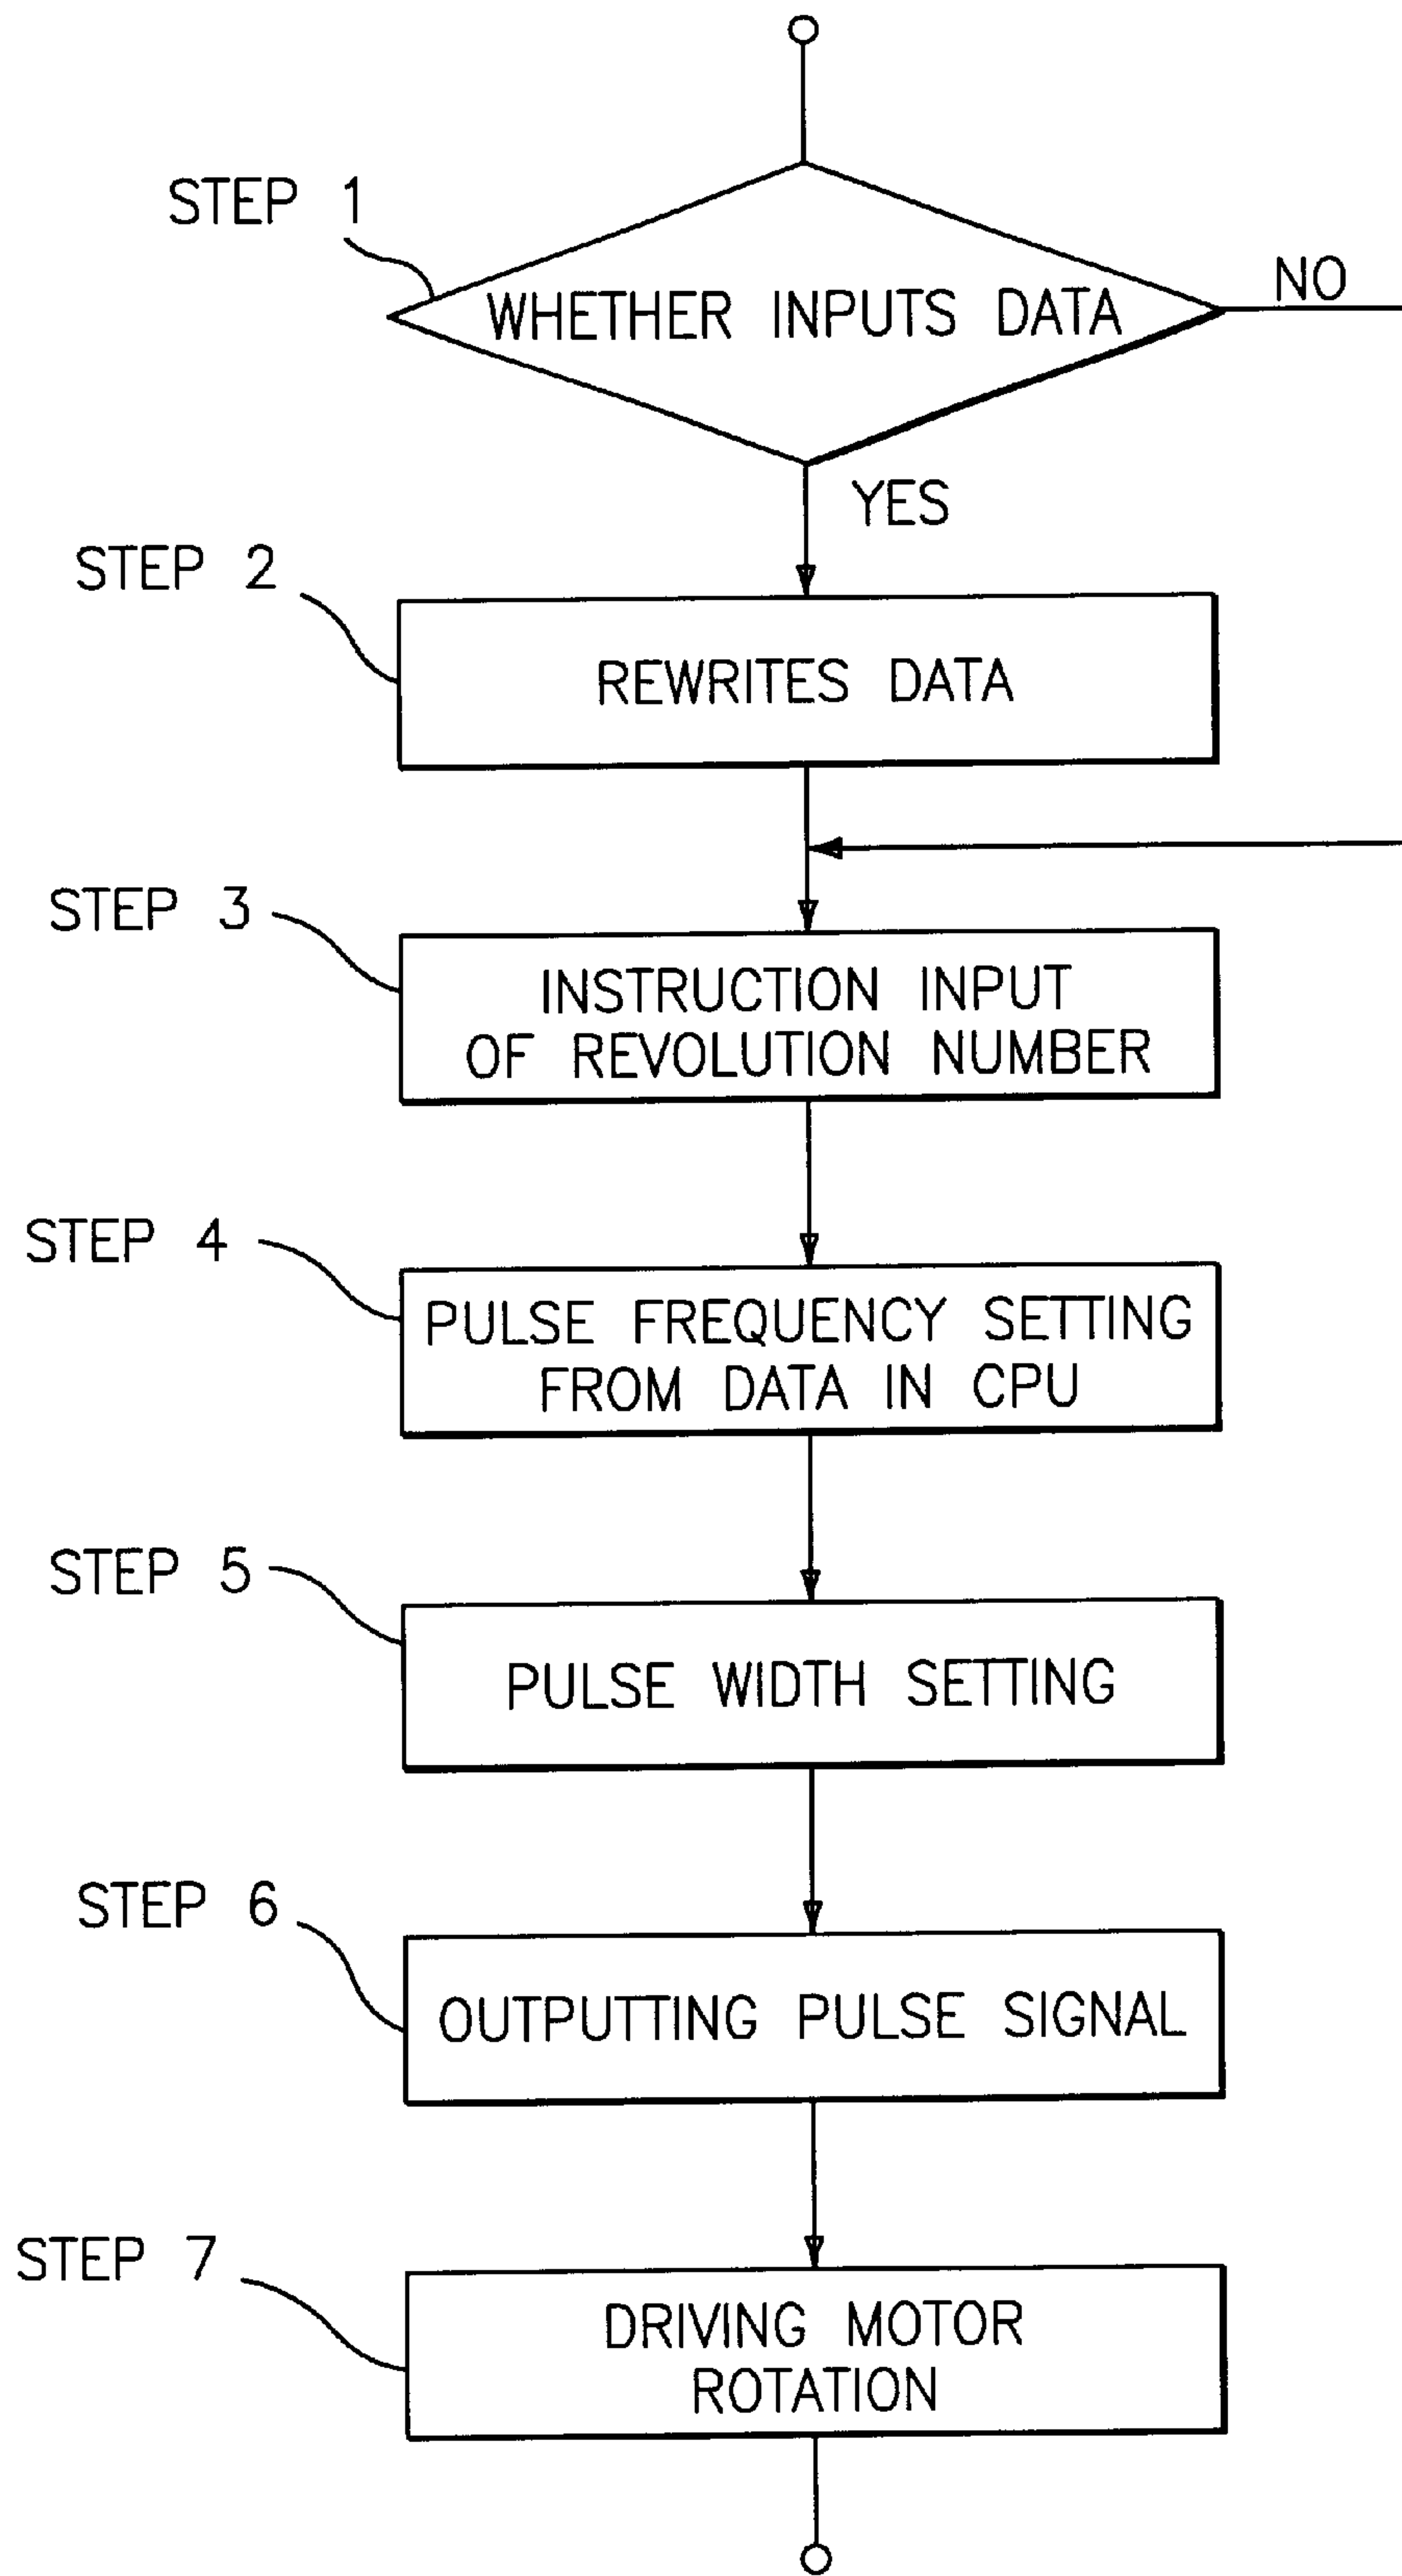 STEP 1
WHETHER INPUTS DATA
NO
YES
STEP 2
REWRITES DATA
STEP 3
INSTRUCTION INPUT
OF REVOLUTION NUMBER
STEP 4
PULSE FREQUENCY SETTING
FROM DATA IN CPU
STEP 5
PULSE WIDTH SETTING
STEP 6
OUTPUTTING PULSE SIGNAL
STEP 7
DRIVING MOTOR
ROTATION